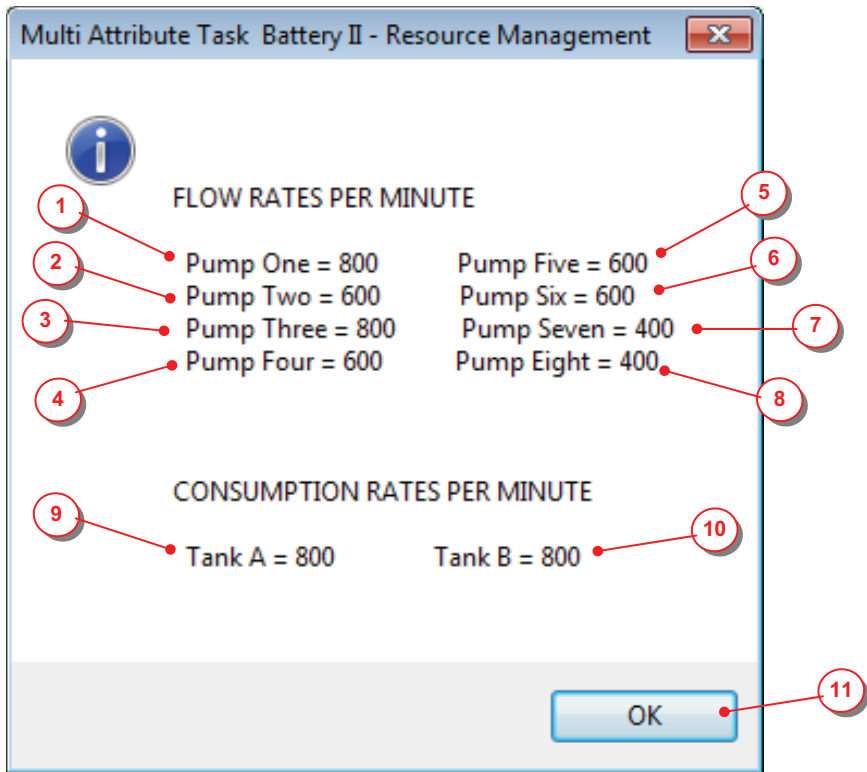 Multi Attribute Task Battery II - Resource Management
FLOW RATES PER MINUTE
1
5
Pump One = 800 Pump Five = 600
2
6
Pump Two = 600 Pump Six = 600
3
7
Pump Three = 800 Pump Seven = 400
Pump Four = 600 Pump Eight = 400
4
8
CONSUMPTION RATES PER MINUTE
9
10
Tank A = 800 Tank B = 800
11
OK